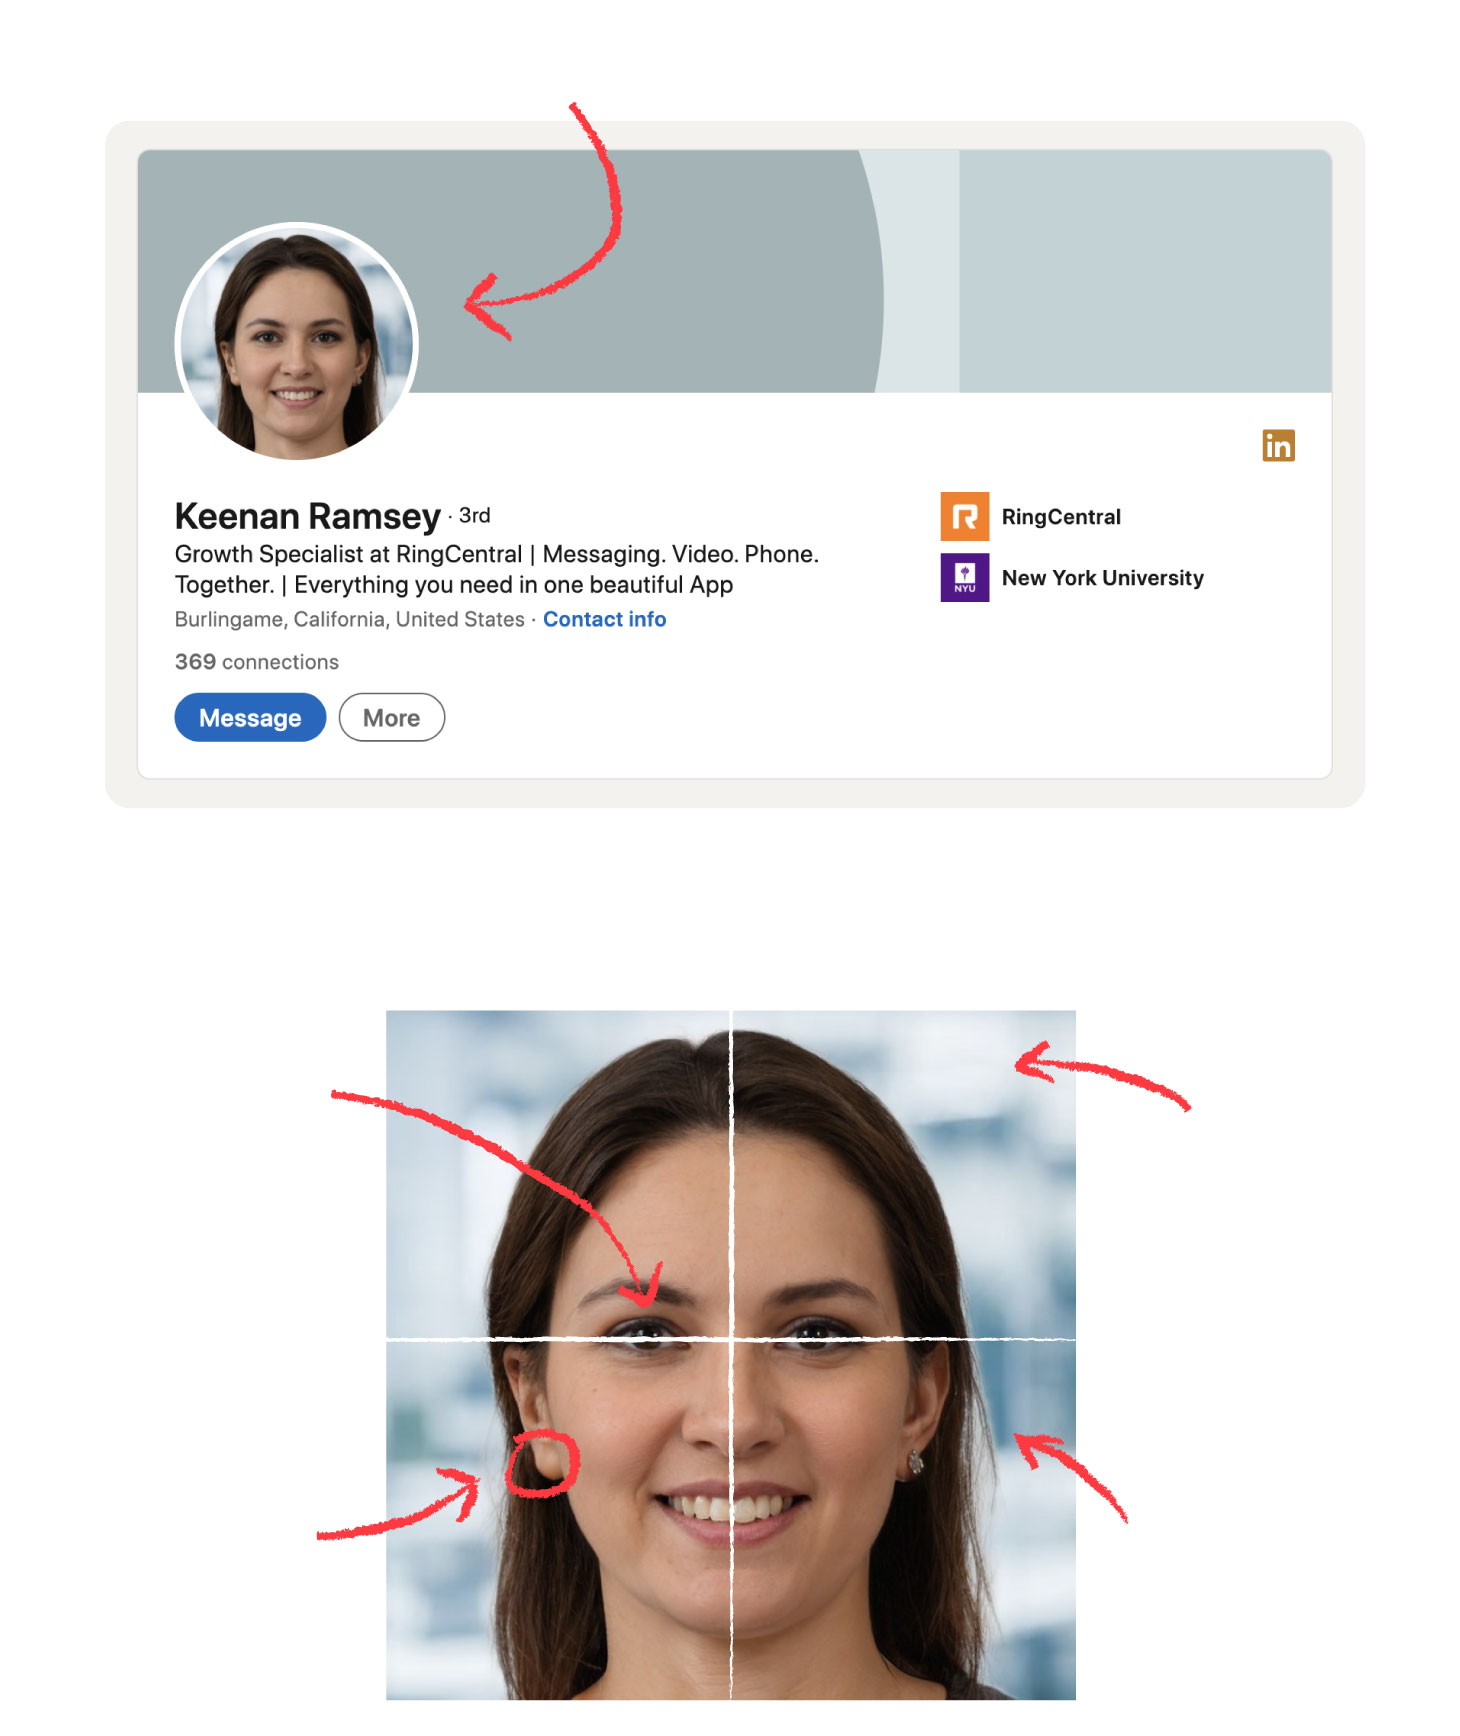 in
Keenan Ramsey · 3rd
Growth Specialist at RingCentral | Messaging. Video. Phone.
Together. | Everything you need in one beautiful App
Burlingame, California, United States · Contact info
369 connections
Message
More
RingCentral
NYU
New York University